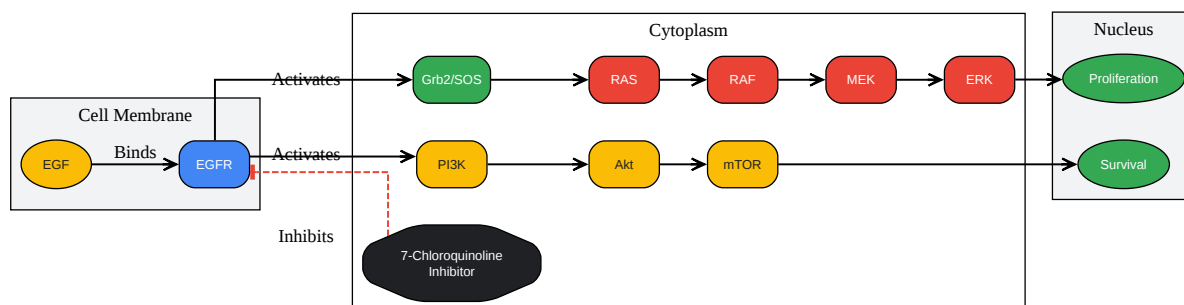 Cytoplasm
Nucleus
Activates
Grb2/SOS
RAS
RAF
MEK
ERK
Proliferation
Cell Membrane
EGF
Binds
EGFR
Activates
PI3K
Akt
mTOR
Survival
Inhibits
7-Chloroquinoline
Inhibitor